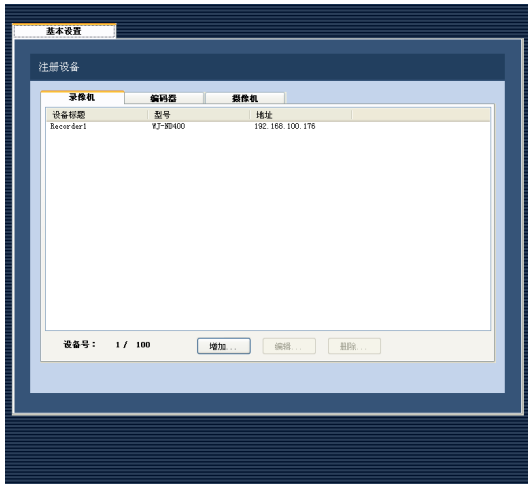 基本设置
注册设备
录像机 编码器 摄像机
设备标题 型号 地址
Recorder1 WJ-ND400 192.168.100.176
设备号： 1 / 100 增加... 编辑... 删除...